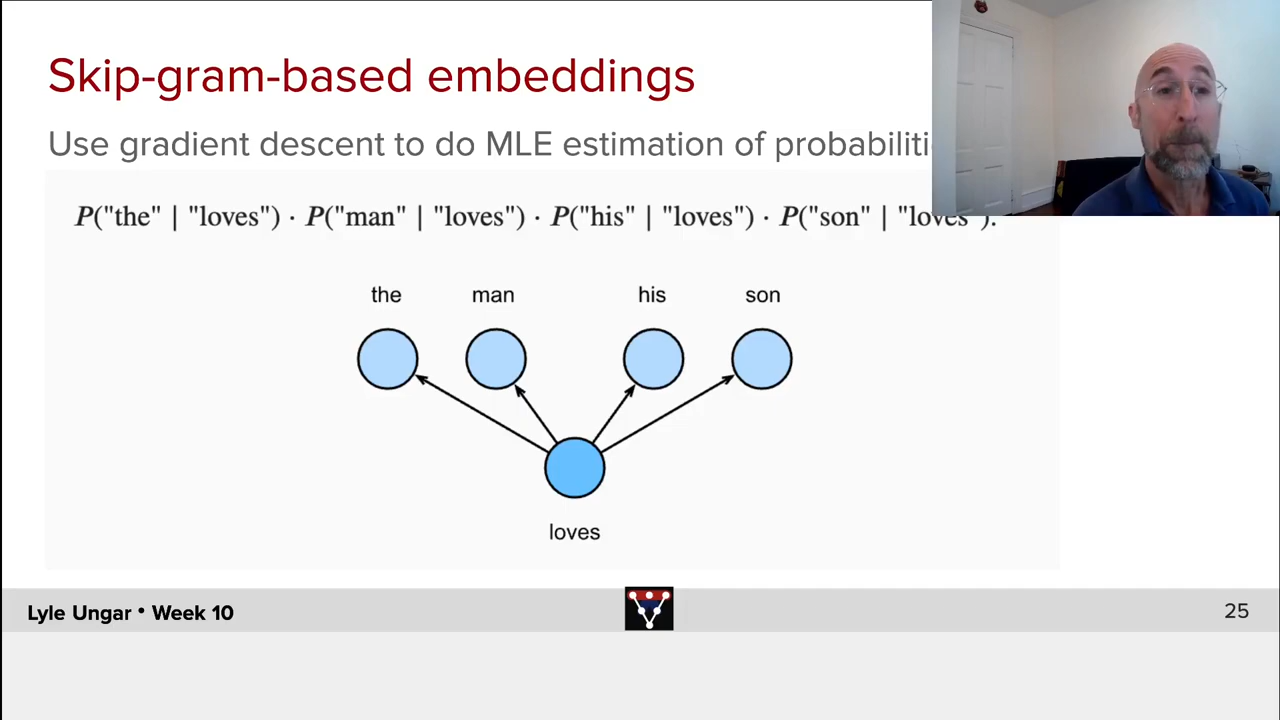 Skip-gram-based embeddings
Use gradient descent to do MLE estimation of
P("the" | "loves") · P("man" | "loves") · P("his" | "loves") · P("son" | "loves").
the man his son
loves
Lyle Ungar • Week 10
25